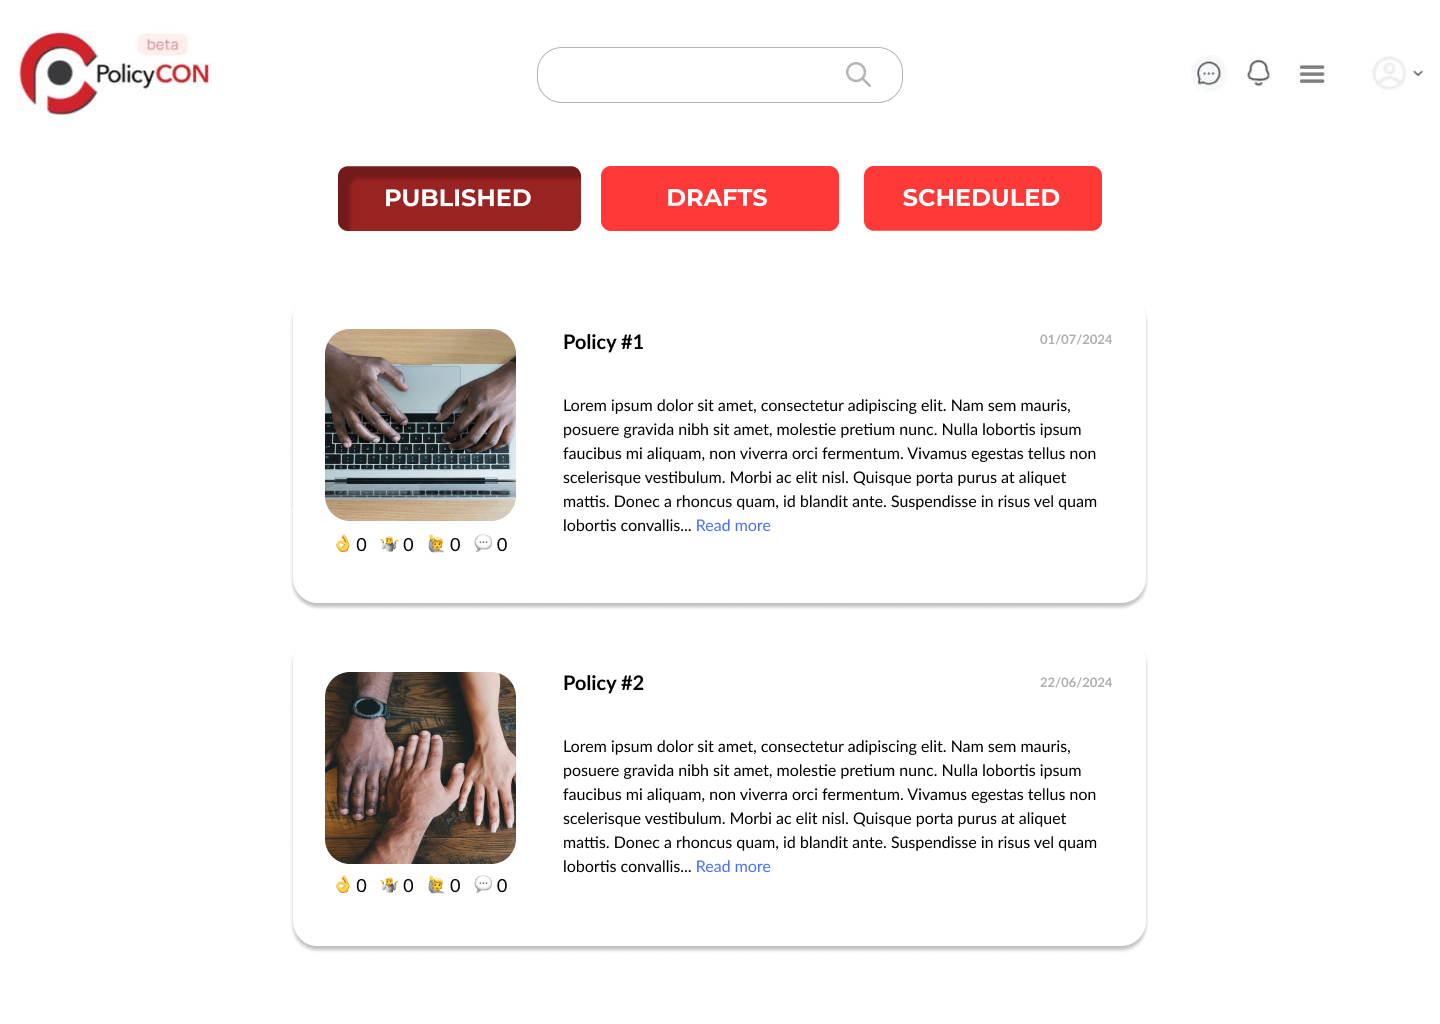 beta
PolicyCON
PUBLISHED
DRAFTS
SCHEDULED
Policy #1
01/07/2024
Lorem ipsum dolor sit amet, consectetur adipiscing elit. Nam sem mauris,
posuere gravida nibh sit amet, molestie pretium nunc. Nulla lobortis ipsum
faucibus mi aliquam, non viverra orci fermentum. Vivamus egestas tellus non
scelerisque vestibulum. Morbi ac elit nisl. Quisque porta purus at aliquet
mattis. Donec a rhoncus quam, id blandit ante. Suspendisse in risus vel quam
lobortis convallis... Read more
0 0 0 0
Policy #2
22/06/2024
Lorem ipsum dolor sit amet, consectetur adipiscing elit. Nam sem mauris,
posuere gravida nibh sit amet, molestie pretium nunc. Nulla lobortis ipsum
faucibus mi aliquam, non viverra orci fermentum. Vivamus egestas tellus non
scelerisque vestibulum. Morbi ac elit nisl. Quisque porta purus at aliquet
mattis. Donec a rhoncus quam, id blandit ante. Suspendisse in risus vel quam
lobortis convallis... Read more
0 0 0 0